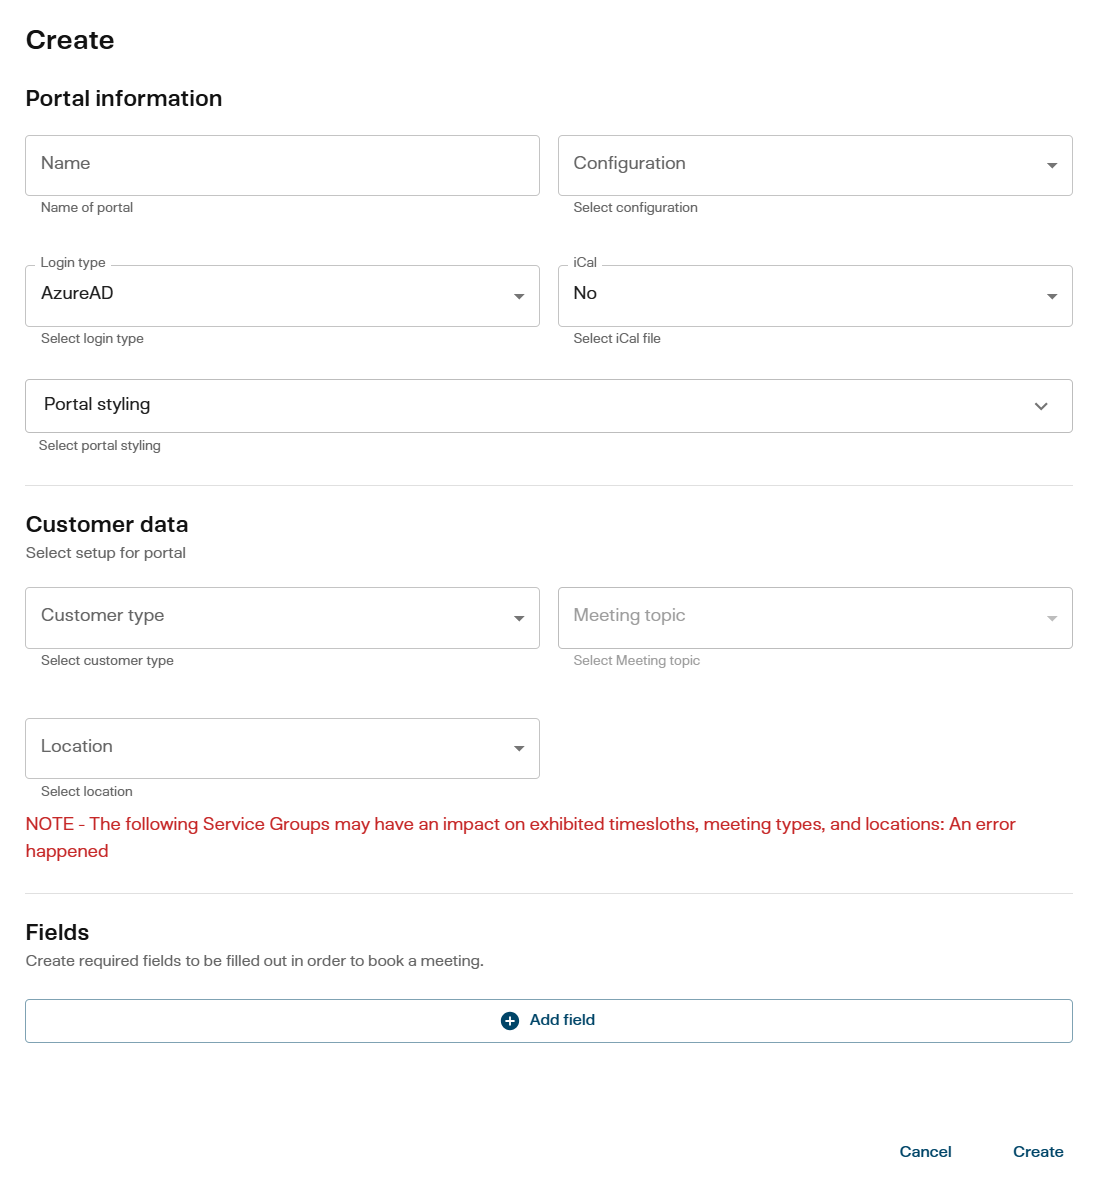 Create
Portal information
Name
Configuration
Name of portal
Select configuration
Login type
iCal
AzureAD
No
Select login type
Select iCal file
Portal styling
Select portal styling
Customer data
Select setup for portal
Customer type
Meeting topic
Select customer type
Select Meeting topic
Location
Select location
NOTE - The following Service Groups may have an impact on exhibited timesloths, meeting types, and locations: An error
happened
Fields
Create required fields to be filled out in order to book a meeting.
Add field
Cancel
Create